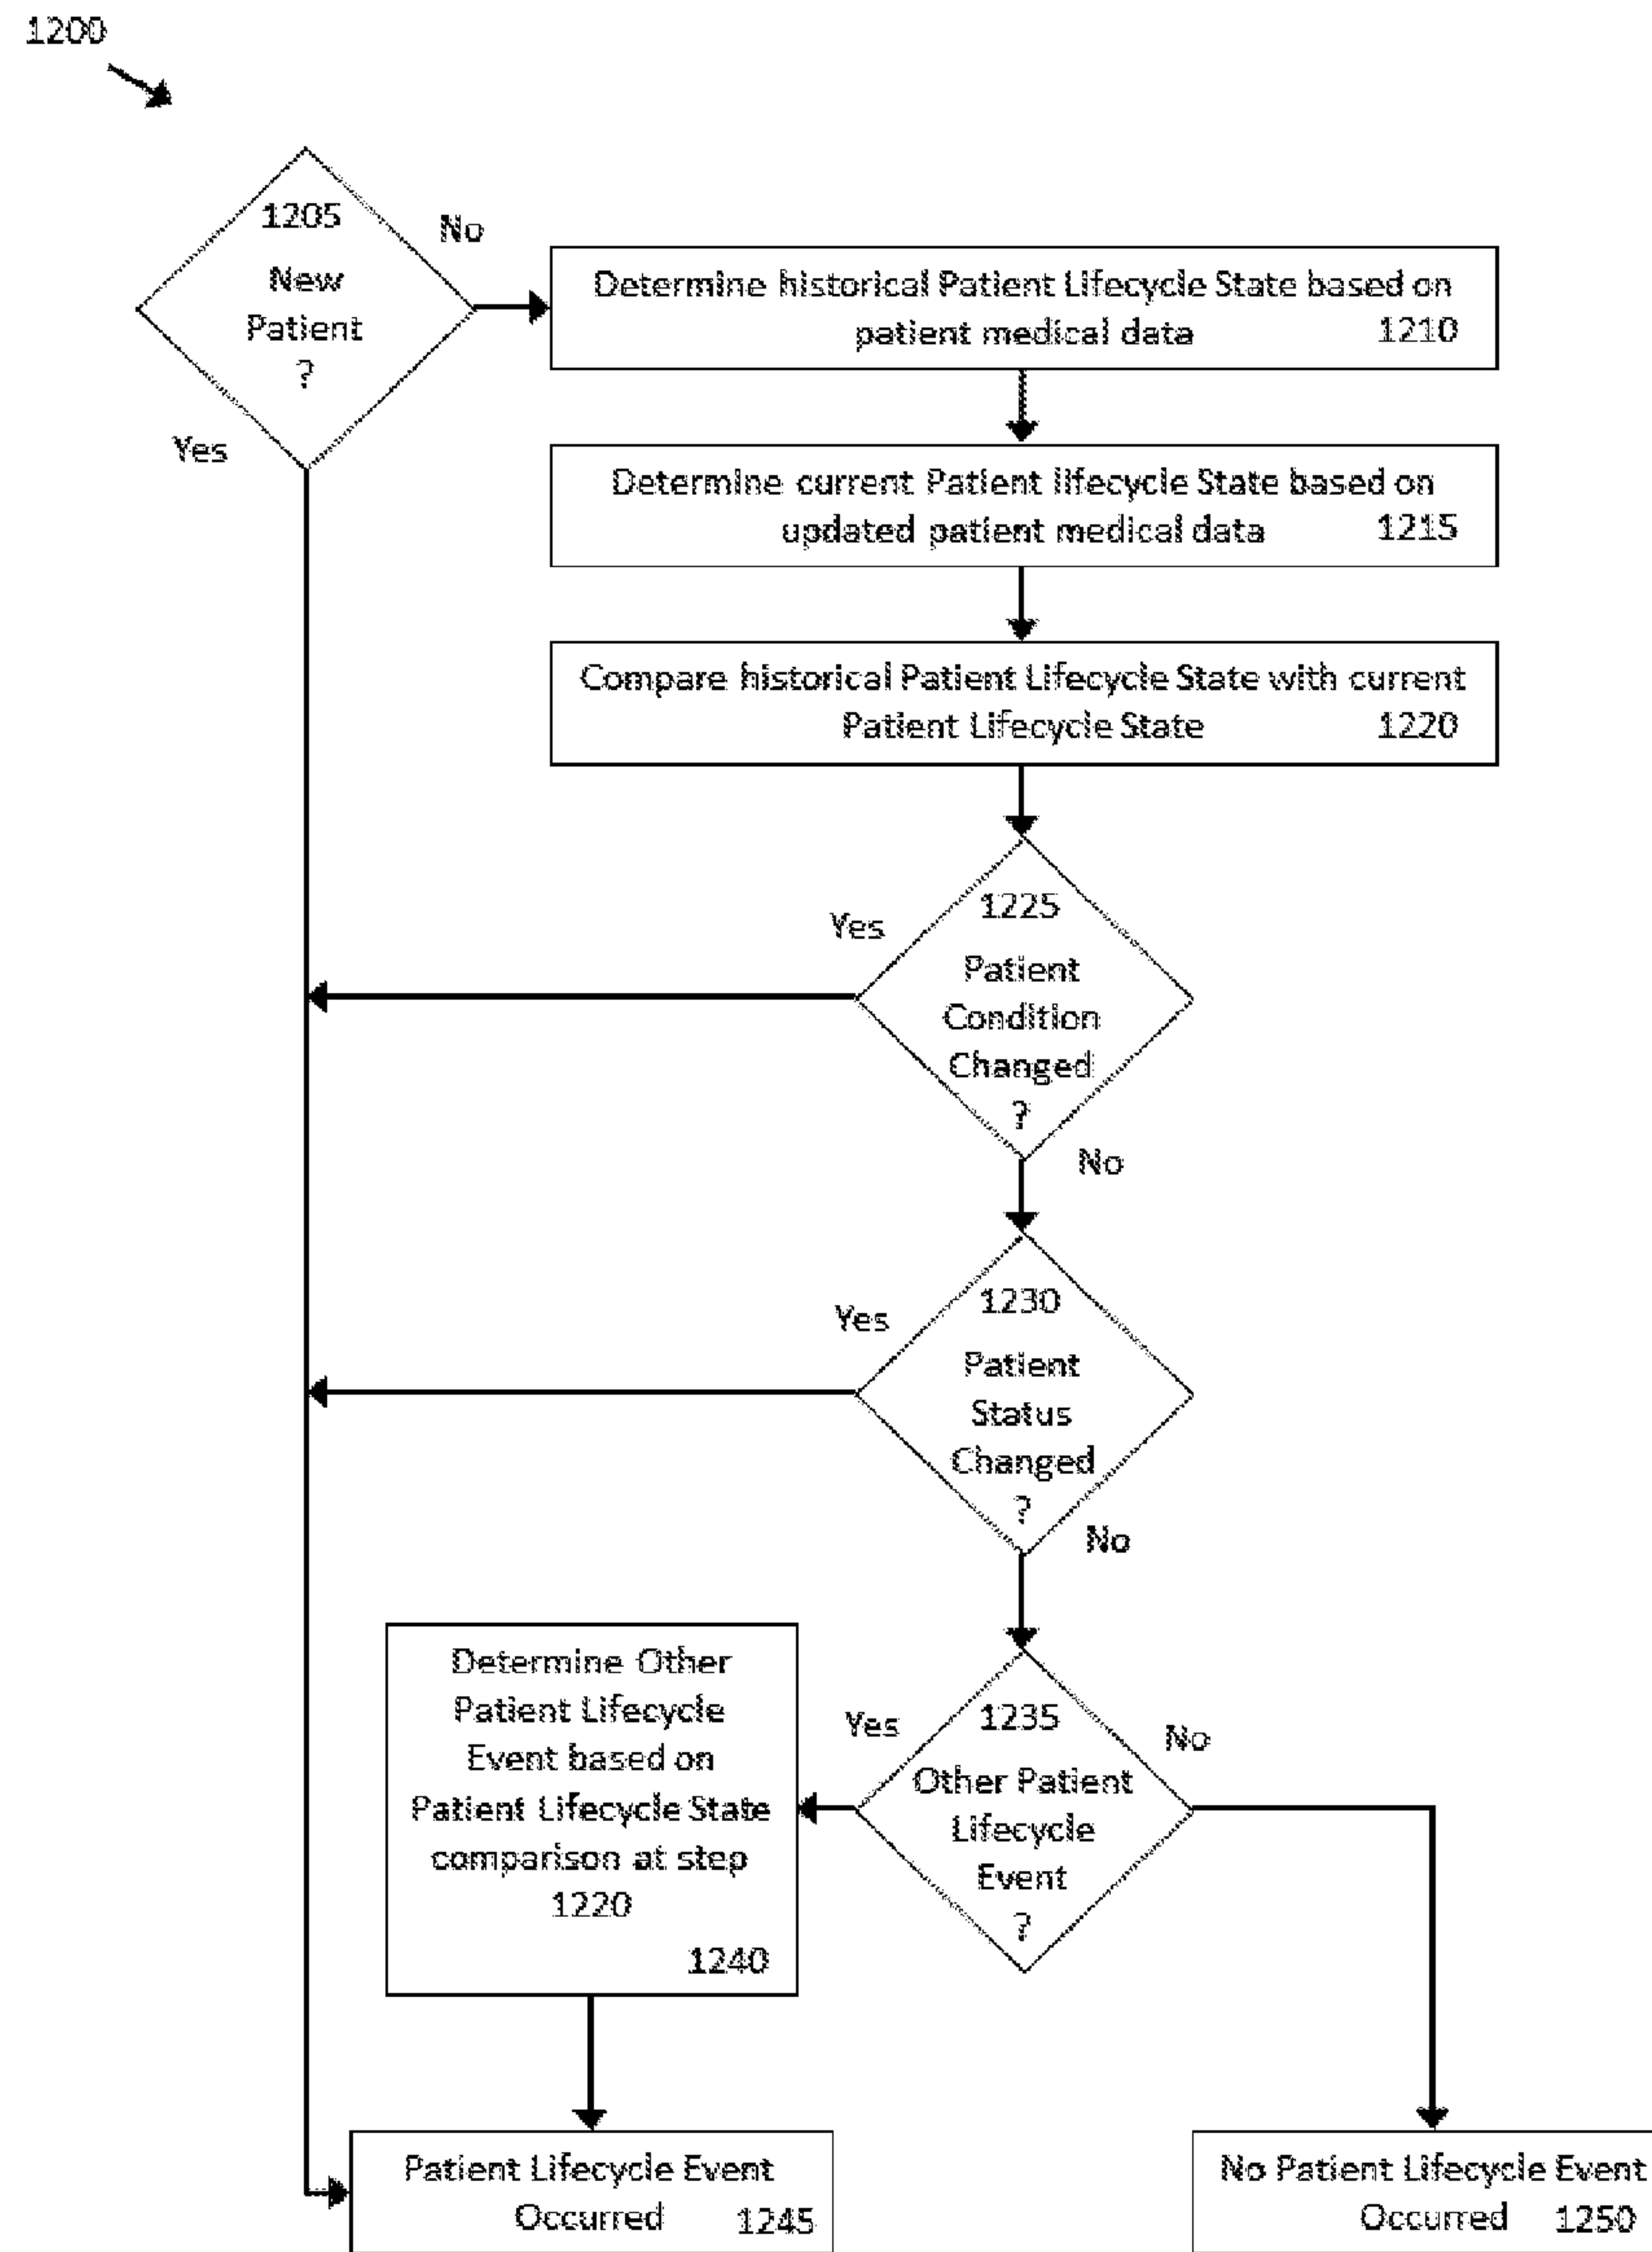 1200
1205
New
Patient
?
No
Yes
Determine historical Patient Lifecycle State based on
patient medical data 1210
Determine current Patient lifecycle State based on
updated patient medical data 1215
Compare historical Patient Lifecycle State with current
Patient Lifecycle State 1220
Yes
1225
Patient
Condition
Changed
?
No
Yes
1230
Patient
Status
Changed
?
No
Determine Other
Patient Lifecycle
Event based on
Patient Lifecycle State
comparison at step
1220
1240
Yes
1235
Other Patient
Lifecycle
Event
?
No
Patient Lifecycle Event
Occurred 1245
No Patient Lifecycle Event
Occurred 1250